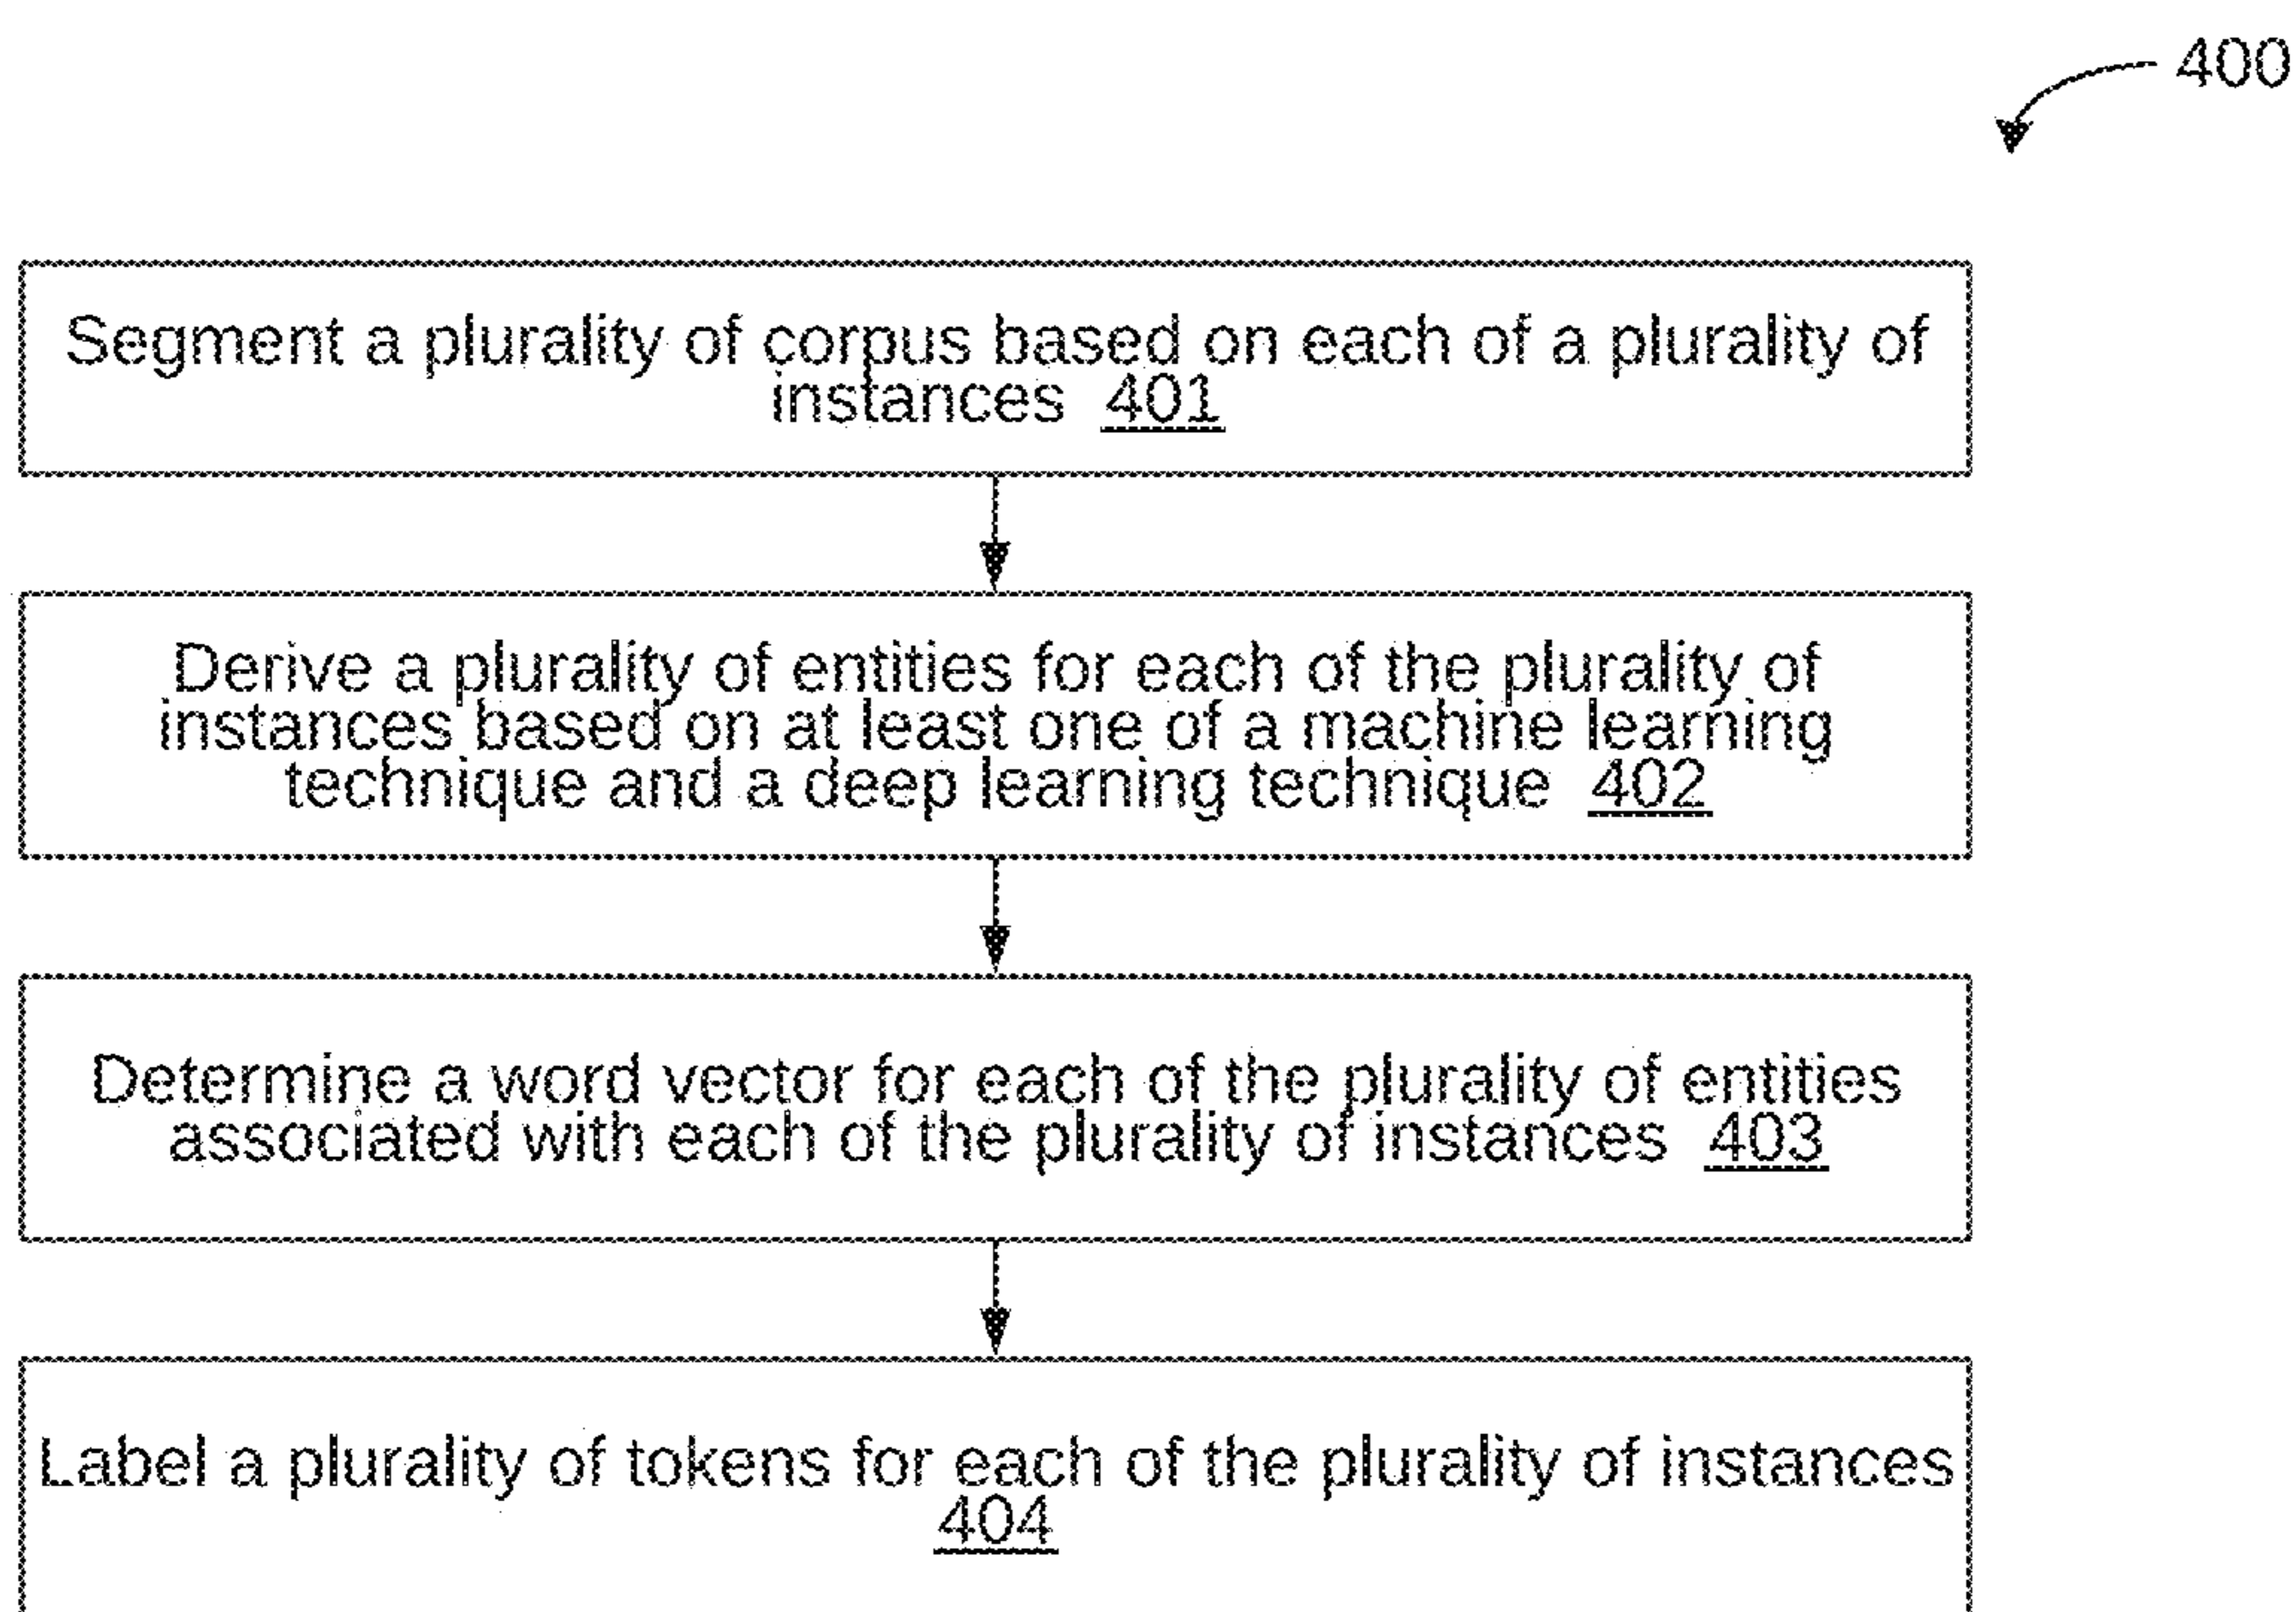 400
Segment a plurality of corpus based on each of a plurality of
instances 401
Derive a plurality of entities for each of the plurality of
instances based on at least one of a machine learning
technique and a deep learning technique 402
Determine a word vector for each of the plurality of entities
associated with each of the plurality of instances 403
Label a plurality of tokens for each of the plurality of instances
404